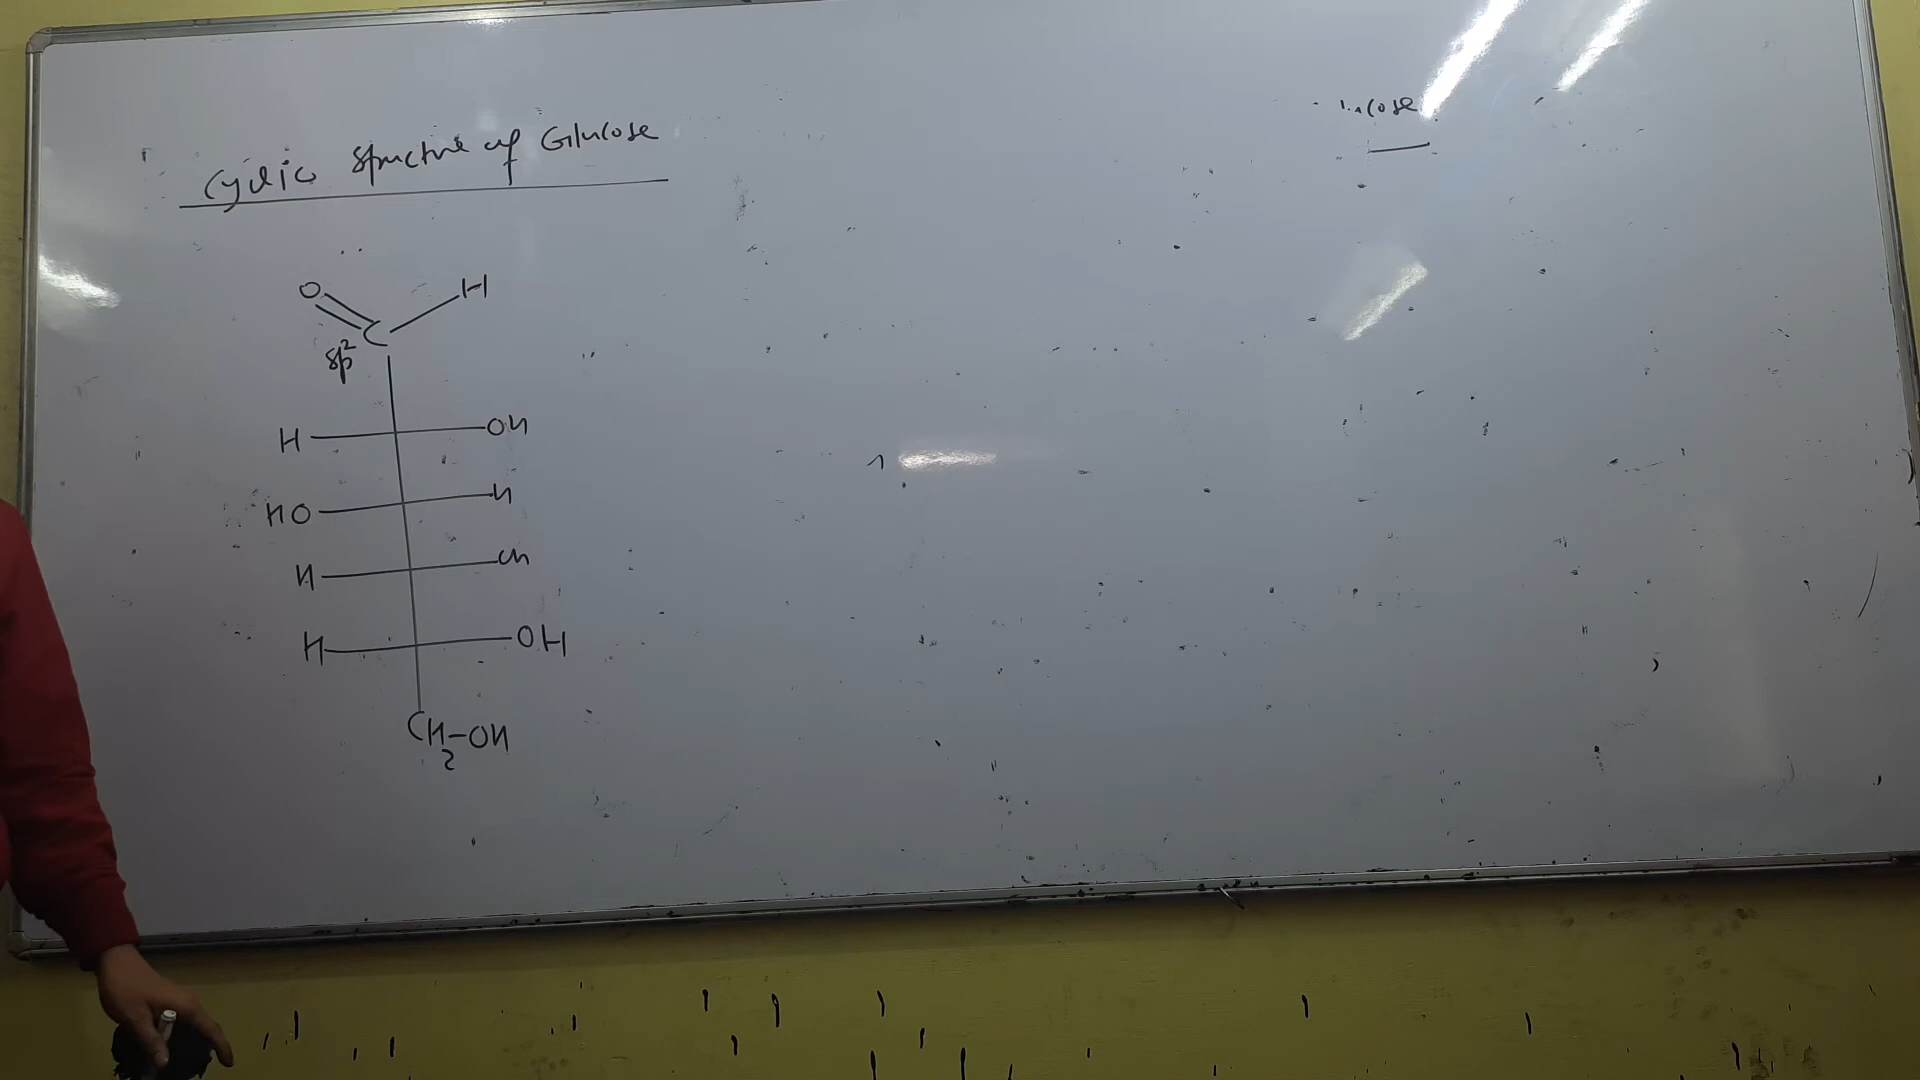 Cyclic Structure of Glucose
O H
C
sp²
H OH
HO H
H OH
H OH
CH2-OH